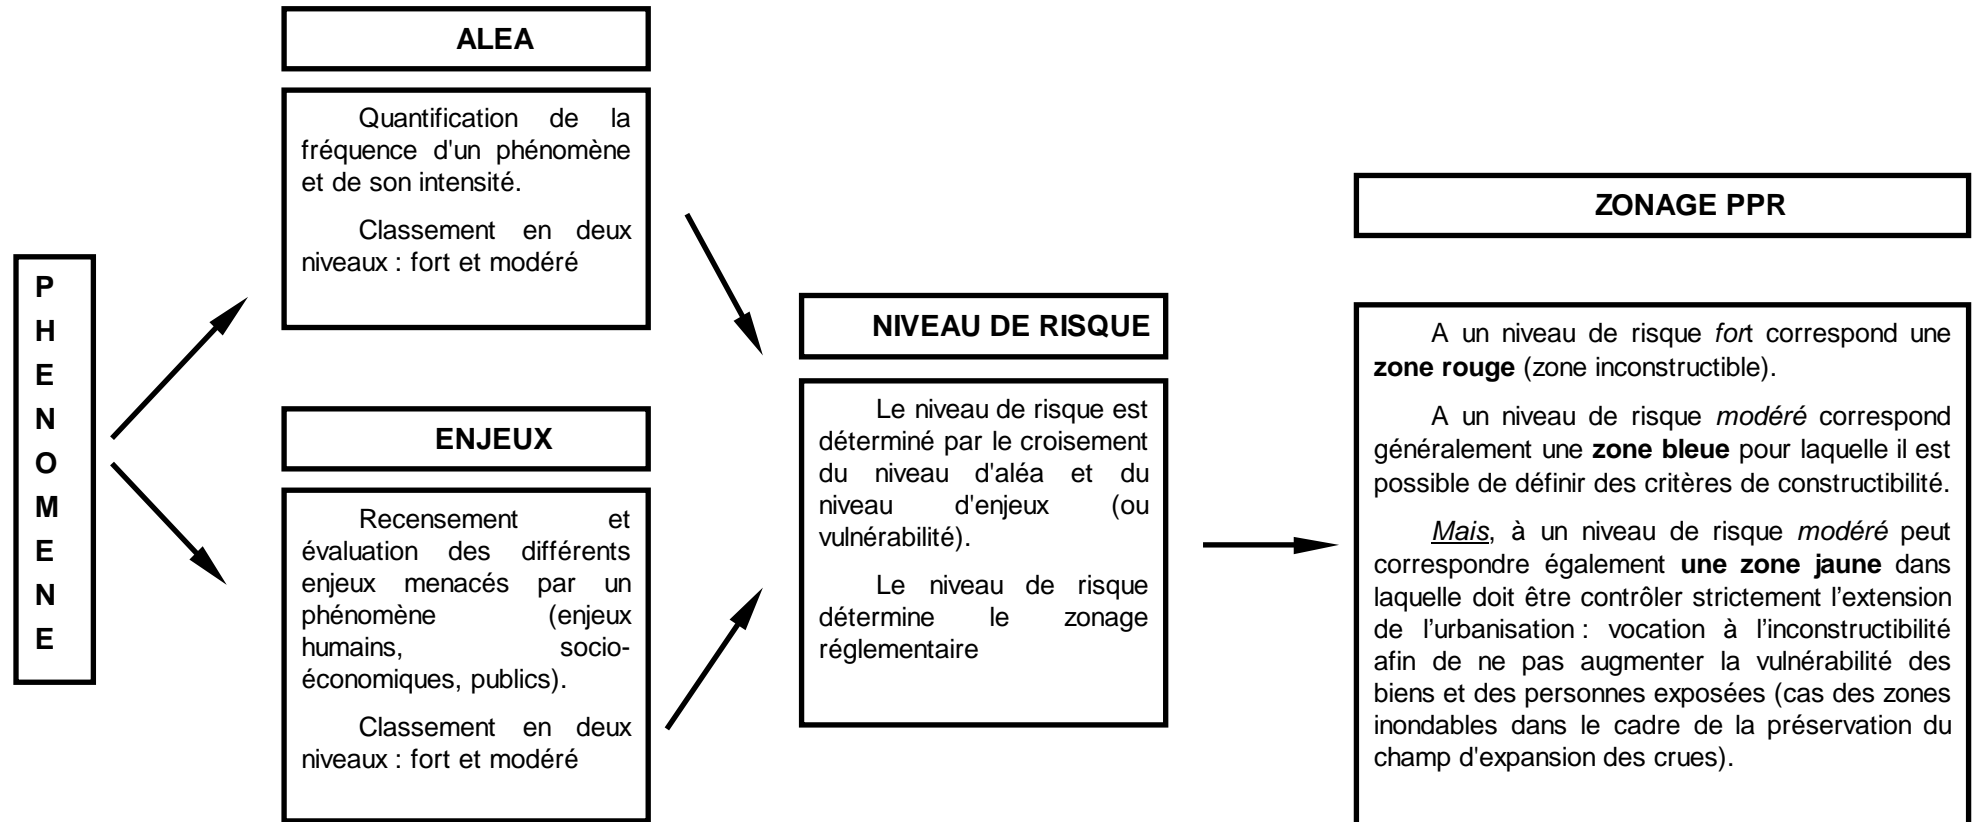 P
H
E
N
O
M
E
N
E
ALEA
Quantification de la
fréquence d'un phénomène
et de son intensité.
Classement en deux
niveaux : fort et modéré
ENJEUX
Recensement et
évaluation des différents
enjeux menacés par un
phénomène (enjeux
humains, socio-
économiques, publics).
Classement en deux
niveaux : fort et modéré
NIVEAU DE RISQUE
Le niveau de risque est
déterminé par le croisement
du niveau d'aléa et du
niveau d'enjeux (ou
vulnérabilité).
Le niveau de risque
détermine le zonage
réglementaire
ZONAGE PPR
A un niveau de risque fort correspond une
zone rouge (zone inconstructible).
A un niveau de risque modéré correspond
généralement une zone bleue pour laquelle il est
possible de définir des critères de constructibilité.
Mais, à un niveau de risque modéré peut
correspondre également une zone jaune dans
laquelle doit être contrôler strictement l’extension
de l’urbanisation : vocation à l’inconstructibilité
afin de ne pas augmenter la vulnérabilité des
biens et des personnes exposées (cas des zones
inondables dans le cadre de la préservation du
champ d'expansion des crues).